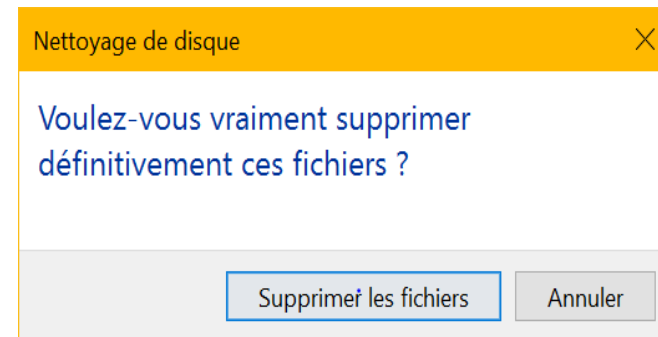 Nettoyage de disque
Voulez-vous vraiment supprimer
définitivement ces fichiers ?
Supprimer les fichiers
Annuler